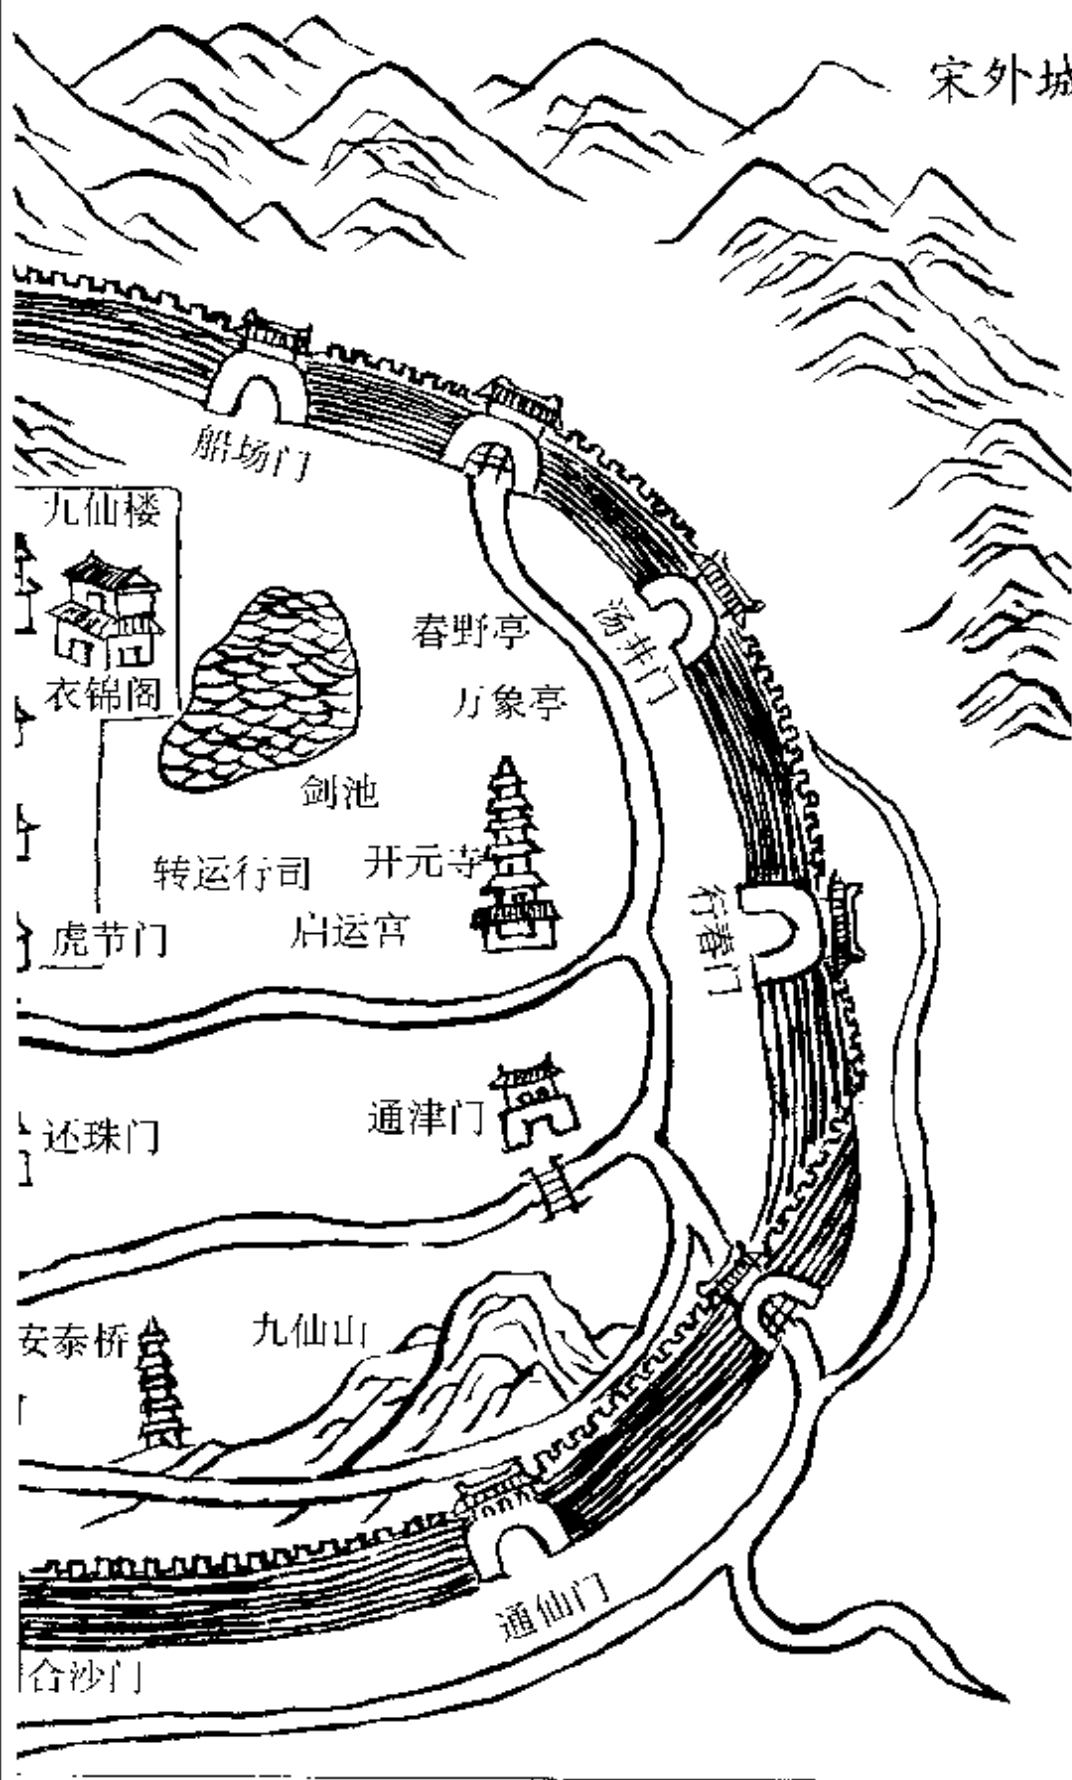 宋外城
船场门
九仙楼
汤井门
春野亭
衣锦阁
万象亭
剑池
开元寺
转运行司
行春门
启运宫
虎节门
通津门
还珠门
九仙山
安泰桥
通仙门
合沙门